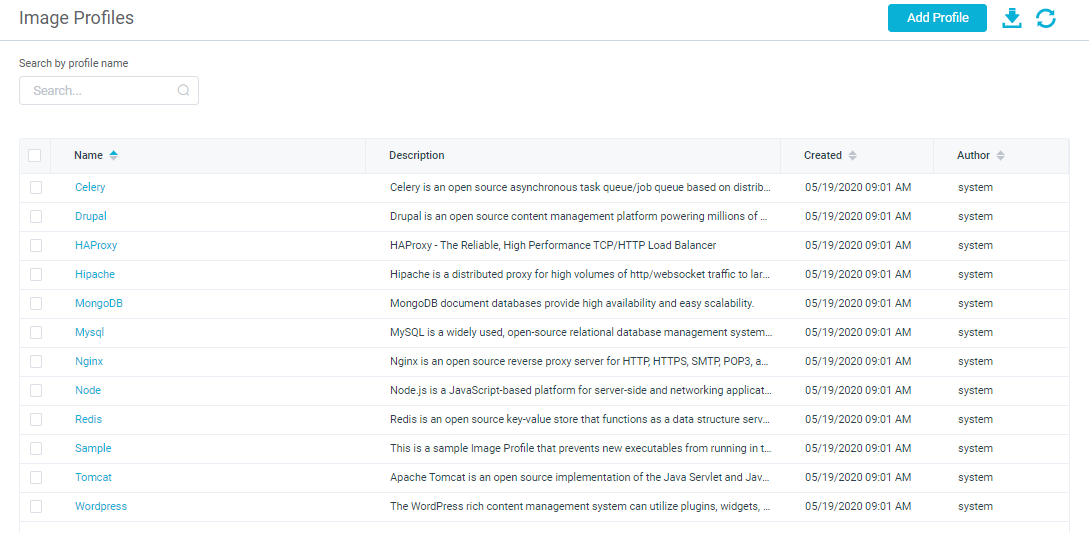 Image Profiles
Add Profile
Search by profile name
Search...
Name Description Created Author
Celery Celery is an open source asynchronous task queue/job queue based on distrib... 05/19/2020 09:01 AM system
Drupal Drupal is an open source content management platform powering millions of ... 05/19/2020 09:01 AM system
HAProxy HAProxy - The Reliable, High Performance TCP/HTTP Load Balancer 05/19/2020 09:01 AM system
Hipache Hipache is a distributed proxy for high volumes of http/websocket traffic to lar... 05/19/2020 09:01 AM system
MongoDB MongoDB document databases provide high availability and easy scalability. 05/19/2020 09:01 AM system
Mysql MySQL is a widely used, open-source relational database management system... 05/19/2020 09:01 AM system
Nginx Nginx is an open source reverse proxy server for HTTP, HTTPS, SMTP, POP3, a... 05/19/2020 09:01 AM system
Node Node.js is a JavaScript-based platform for server-side and networking applicat... 05/19/2020 09:01 AM system
Redis Redis is an open source key-value store that functions as a data structure serv... 05/19/2020 09:01 AM system
Sample This is a sample Image Profile that prevents new executables from running in t... 05/19/2020 09:01 AM system
Tomcat Apache Tomcat is an open source implementation of the Java Servlet and Jav... 05/19/2020 09:01 AM system
Wordpress The WordPress rich content management system can utilize plugins, widgets, ... 05/19/2020 09:01 AM system